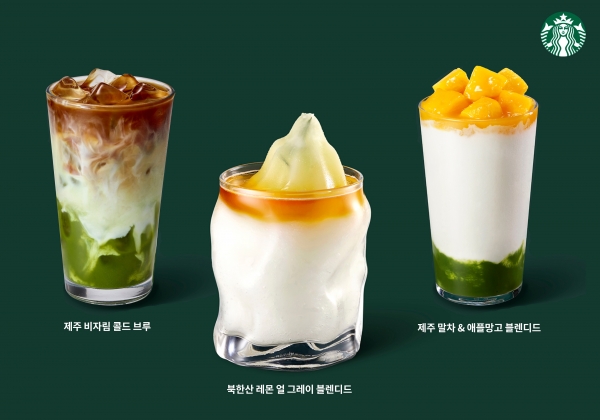 제주 비자림 콜드 브루
북한산 레몬 얼 그레이 블렌디드
제주 말차 & 애플망고 블렌디드